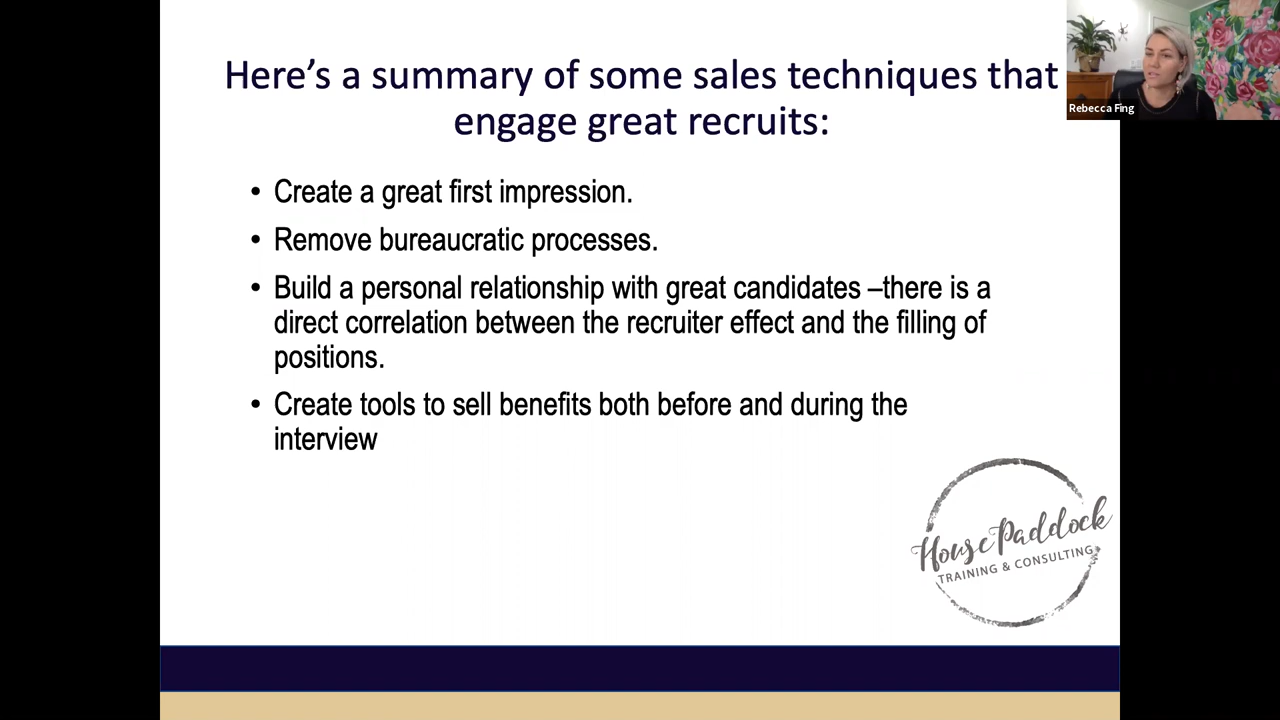 Here's a summary of some sales techniques that
engage great recruits:
• Create a great first impression.
• Remove bureaucratic processes.
• Build a personal relationship with great candidates –there is a
direct correlation between the recruiter effect and the filling of
positions.
• Create tools to sell benefits both before and during the
interview
Rebecca Fing
House Paddock
TRAINING & CONSULTING